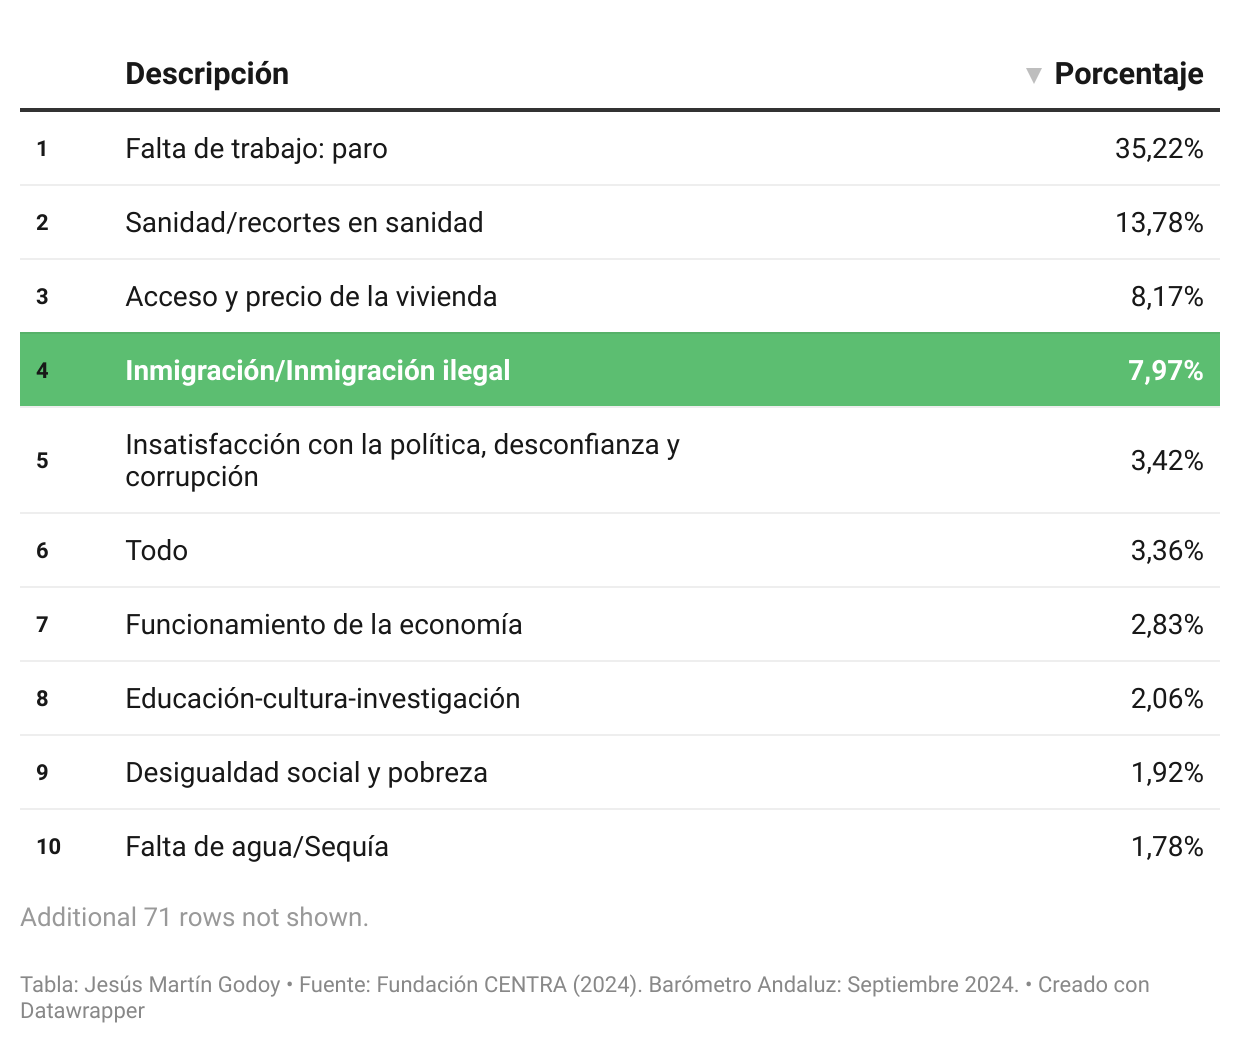 Descripción ▼ Porcentaje
1 Falta de trabajo: paro 35,22%
2 Sanidad/recortes en sanidad 13,78%
3 Acceso y precio de la vivienda 8,17%
4 Inmigración/Inmigración ilegal 7,97%
5 Insatisfacción con la política, desconfianza y
corrupción 3,42%
6 Todo 3,36%
7 Funcionamiento de la economía 2,83%
8 Educación-cultura-investigación 2,06%
9 Desigualdad social y pobreza 1,92%
10 Falta de agua/Sequía 1,78%
Additional 71 rows not shown.
Tabla: Jesús Martín Godoy • Fuente: Fundación CENTRA (2024). Barómetro Andaluz: Septiembre 2024. • Creado con
Datawrapper